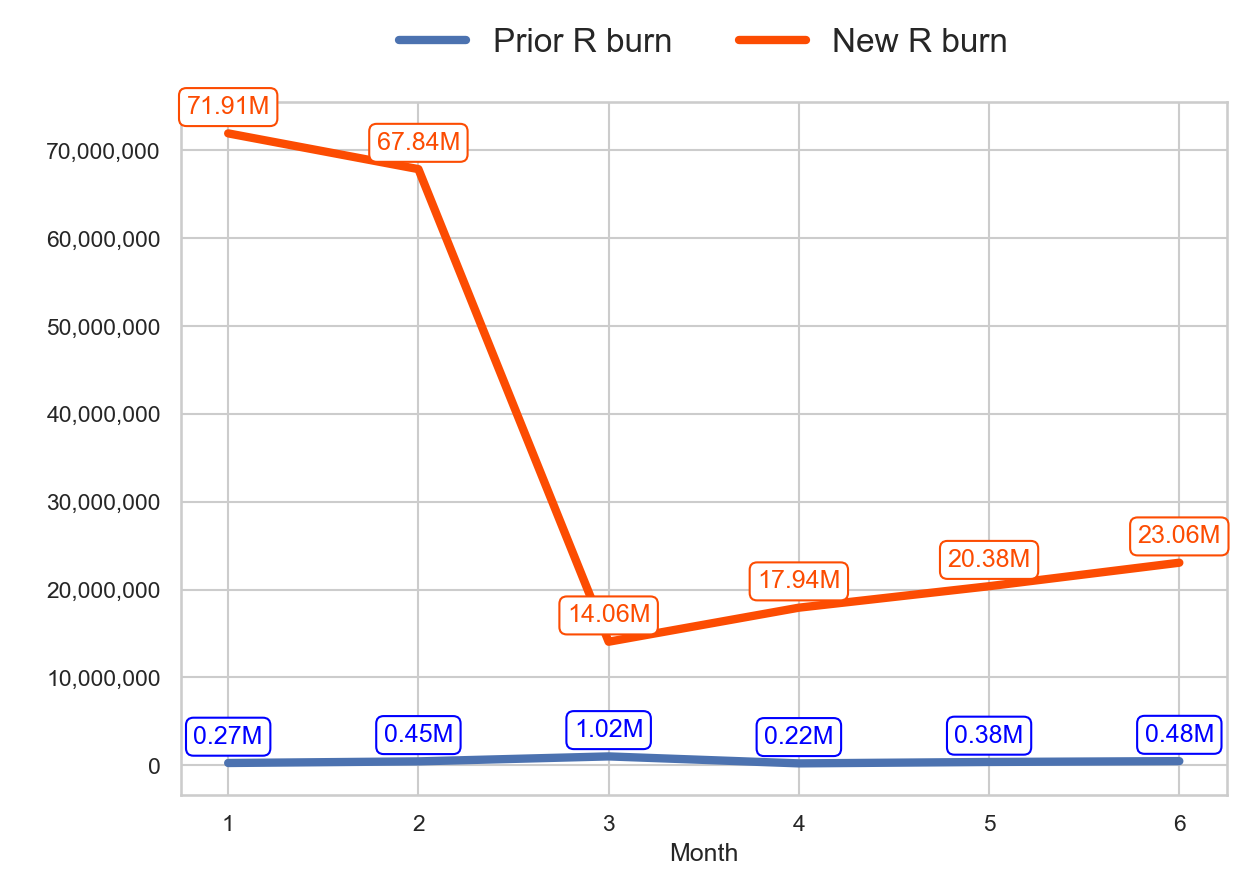 Prior R burn New R burn
71.91M
67.84M
70,000,000
60,000,000
50,000,000
40,000,000
30,000,000
23.06M
20.38M
17.94M
20,000,000
14.06M
10,000,000
0.27M 0.45M 1.02M 0.22M 0.38M 0.48M
0
1 2 3 4 5 6
Month